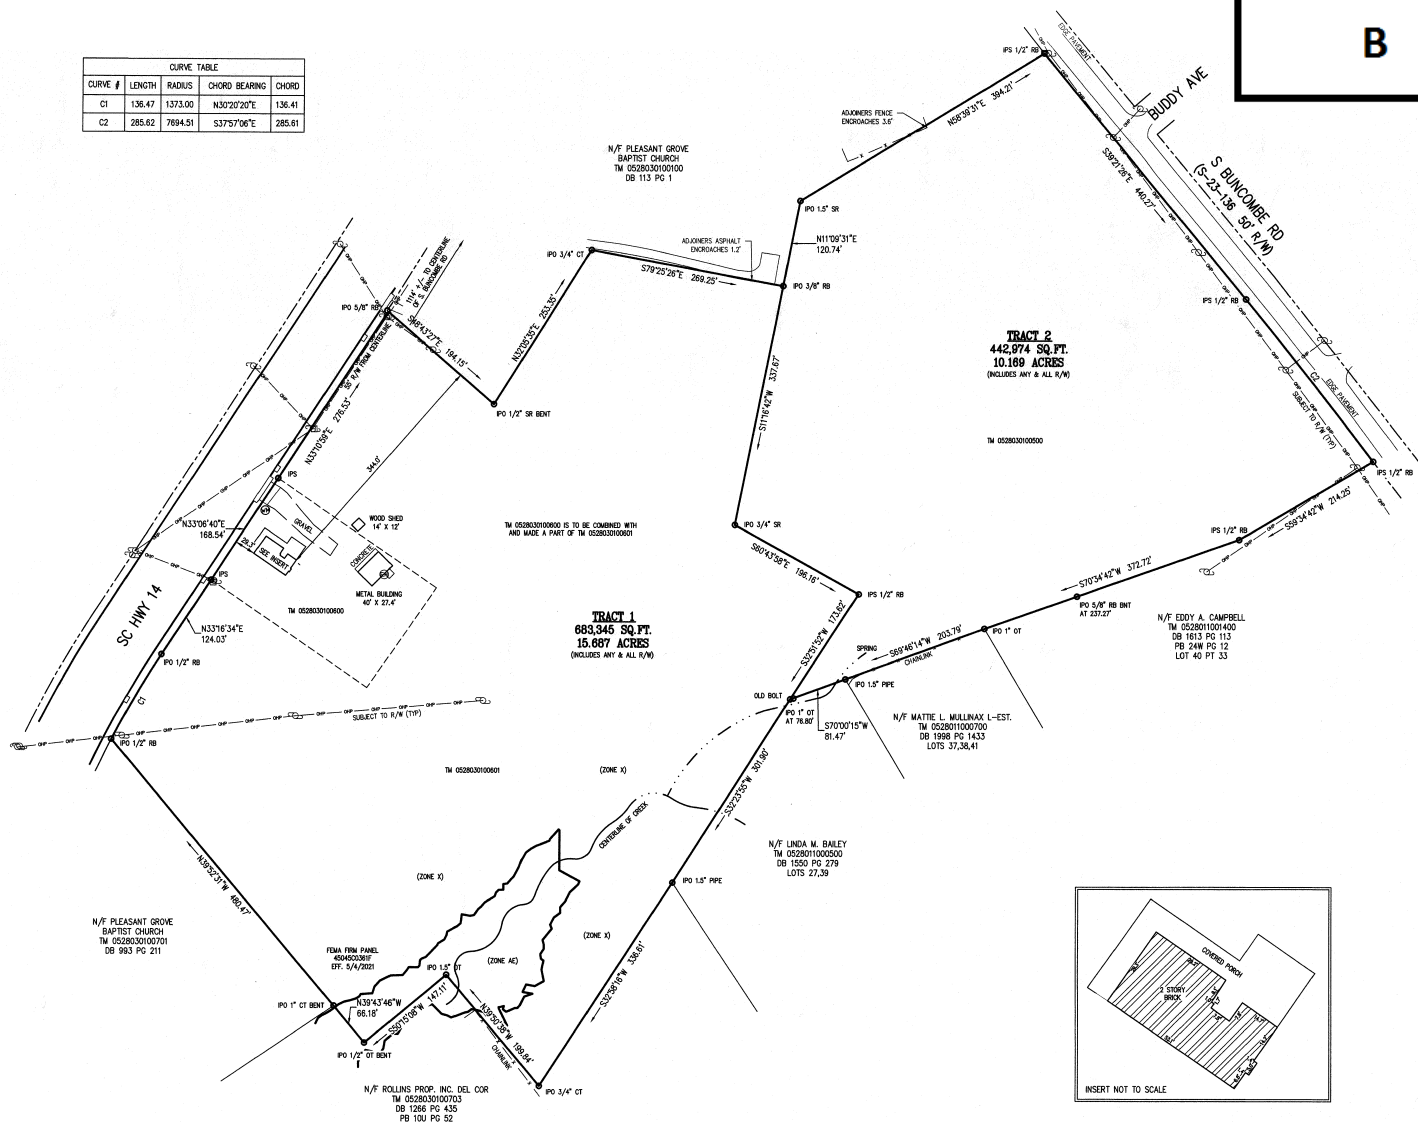 B
CURVE TABLE
CURVE # LENGTH RADIUS CHORD BEARING CHORD
C1 136.47 1373.00 N30°20'20"E 136.41
C2 285.62 7694.51 S37°57'06"E 285.61
IPS 1/2" RB
EDGE PAVEMENT
BUDDY AVE
S BUNCOMBE RD
(S-23-136 50' R/W)
N58°39'31"E 394.21'
ADJOINERS FENCE
ENCROACHES 3.6'
S39°21'26"E 440.27'
N/F PLEASANT GROVE
BAPTIST CHURCH
TM 0528030100100
DB 113 PG 1
IPO 1.5" SR
N11°09'31"E
120.74'
ADJOINERS ASPHALT
ENCROACHES 1.2'
IPO 3/4" CT
S79°25'26"E 269.25'
IPO 3/8" RB
1114' +/- TO CENTERLINE
OF S. BUNCOMBE RD
IPO 5/8" RB
S48°43'27"E 194.15'
N32°05'35"E 253.35'
IPO 1/2" SR BENT
55' R/W FROM CENTERLINE
N33°10'59"E 276.53'
344.0'
S11°16'42"W 337.67'
IPS 1/2" RB
TRACT 2
442,974 SQ.FT.
10.169 ACRES
(INCLUDES ANY & ALL R/W)
TM 0528030100500
C2
EDGE PAVEMENT
SUBJECT TO R/W (TYP)
IPS 1/2" RB
S59°34'42"W 214.25'
IPS 1/2" RB
IPS
N33°06'40"E
168.54'
GRAVEL
WOOD SHED
14' X 12'
29.3'
SEE INSERT
CONCRETE
METAL BUILDING
40' X 27.4'
TM 0528030100600
TM 0528030100600 IS TO BE COMBINED WITH
AND MADE A PART OF TM 0528030100601
IPO 3/4" SR
S60°43'58"E 196.16'
IPS 1/2" RB
S70°34'42"W 372.72'
IPO 5/8" RB BNT
AT 237.27'
N/F EDDY A. CAMPBELL
TM 0528011001400
DB 1613 PG 113
PB 24W PG 12
LOT 40 PT 33
IPS
SC HWY 14
N33°16'34"E
124.03'
IPO 1/2" RB
TRACT 1
683,345 SQ.FT.
15.687 ACRES
(INCLUDES ANY & ALL R/W)
S32°51'52"W 173.62'
SPRING
S69°46'14"W 203.79'
CHAINLINK
IPO 1" OT
IPO 1.5" PIPE
OLD BOLT
IPO 1" OT
AT 76.80'
S70°00'15"W
81.47'
N/F MATTIE L. MULLINAX L-EST.
TM 0528011000700
DB 1998 PG 1433
LOTS 37,38,41
C1
SUBJECT TO R/W (TYP)
IPO 1/2" RB
TM 0528030100601
(ZONE X)
S32°23'55"W 301.90'
CENTERLINE OF CREEK
N/F LINDA M. BAILEY
TM 0528011000500
DB 1550 PG 279
LOTS 27,39
N39°52'31"W 480.47'
(ZONE X)
IPO 1.5" PIPE
N/F PLEASANT GROVE
BAPTIST CHURCH
TM 0528030100701
DB 993 PG 211
FEMA FIRM PANEL
45045C0361F
EFF. 5/4/2021
(ZONE X)
(ZONE AE)
IPO 1.5" OT
IPO 1" CT BENT
N39°43'46"W
66.18'
S50°15'08"W 147.11'
N39°50'38"W 199.84'
CHAINLINK
S32°58'16"W 336.61'
IPO 1/2" OT BENT
IPO 3/4" CT
N/F ROLLINS PROP. INC. DEL COR
TM 0528030100703
DB 1266 PG 435
PB 10U PG 52
COVERED PORCH
2 STORY
BRICK
INSERT NOT TO SCALE